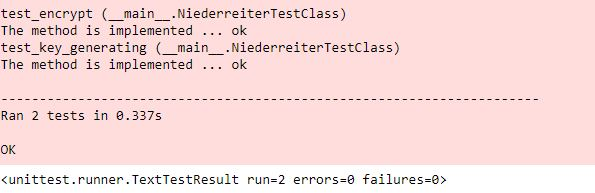 test_encrypt (__main__.NiederreiterTestClass)
The method is implemented ... ok
test_key_generating (__main__.NiederreiterTestClass)
The method is implemented ... ok
----------------------------------------------------------------------
Ran 2 tests in 0.337s
OK
<unittest.runner.TextTestResult run=2 errors=0 failures=0>